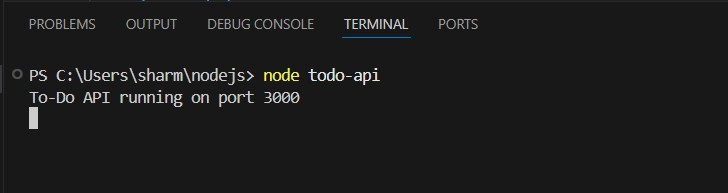 PROBLEMS OUTPUT DEBUG CONSOLE TERMINAL PORTS
PS C:\Users\sharm\nodejs> node todo-api
To-Do API running on port 3000